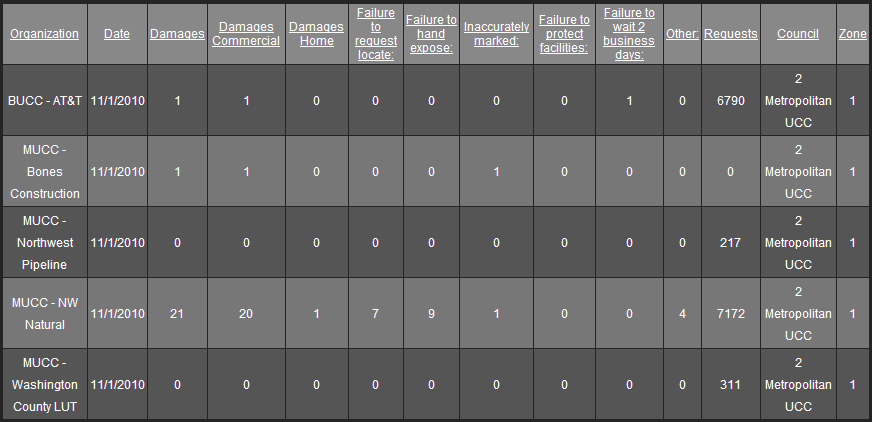 Organization Date Damages Damages Commercial Damages Home Failure to request locate: Failure to hand expose: Inaccurately marked: Failure to protect facilities: Failure to wait 2 business days: Other: Requests Council Zone
BUCC - AT&T 11/1/2010 1 1 0 0 0 0 0 1 0 6790 2 Metropolitan UCC 1
MUCC - Bones Construction 11/1/2010 1 1 0 0 0 1 0 0 0 0 2 Metropolitan UCC 1
MUCC - Northwest Pipeline 11/1/2010 0 0 0 0 0 0 0 0 0 217 2 Metropolitan UCC 1
MUCC - NW Natural 11/1/2010 21 20 1 7 9 1 0 0 4 7172 2 Metropolitan UCC 1
MUCC - Washington County LUT 11/1/2010 0 0 0 0 0 0 0 0 0 311 2 Metropolitan UCC 1